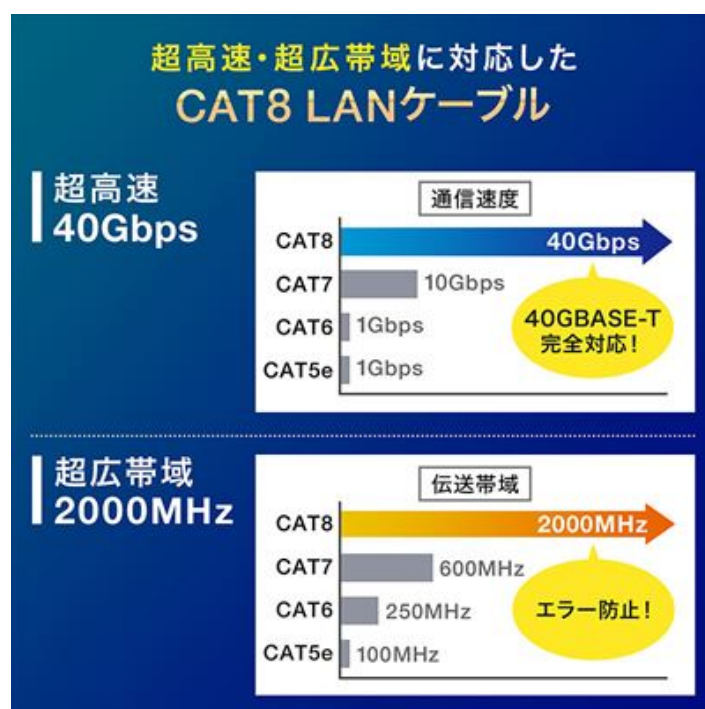 超高速・超広帯域に対応した
CAT8 LANケーブル
超高速
40Gbps
通信速度
CAT8
40Gbps
CAT7
10Gbps
CAT6
1Gbps
CAT5e
1Gbps
40GBASE-T
完全対応！
超広帯域
2000MHz
伝送帯域
CAT8
2000MHz
CAT7
600MHz
CAT6
250MHz
CAT5e
100MHz
エラー防止！